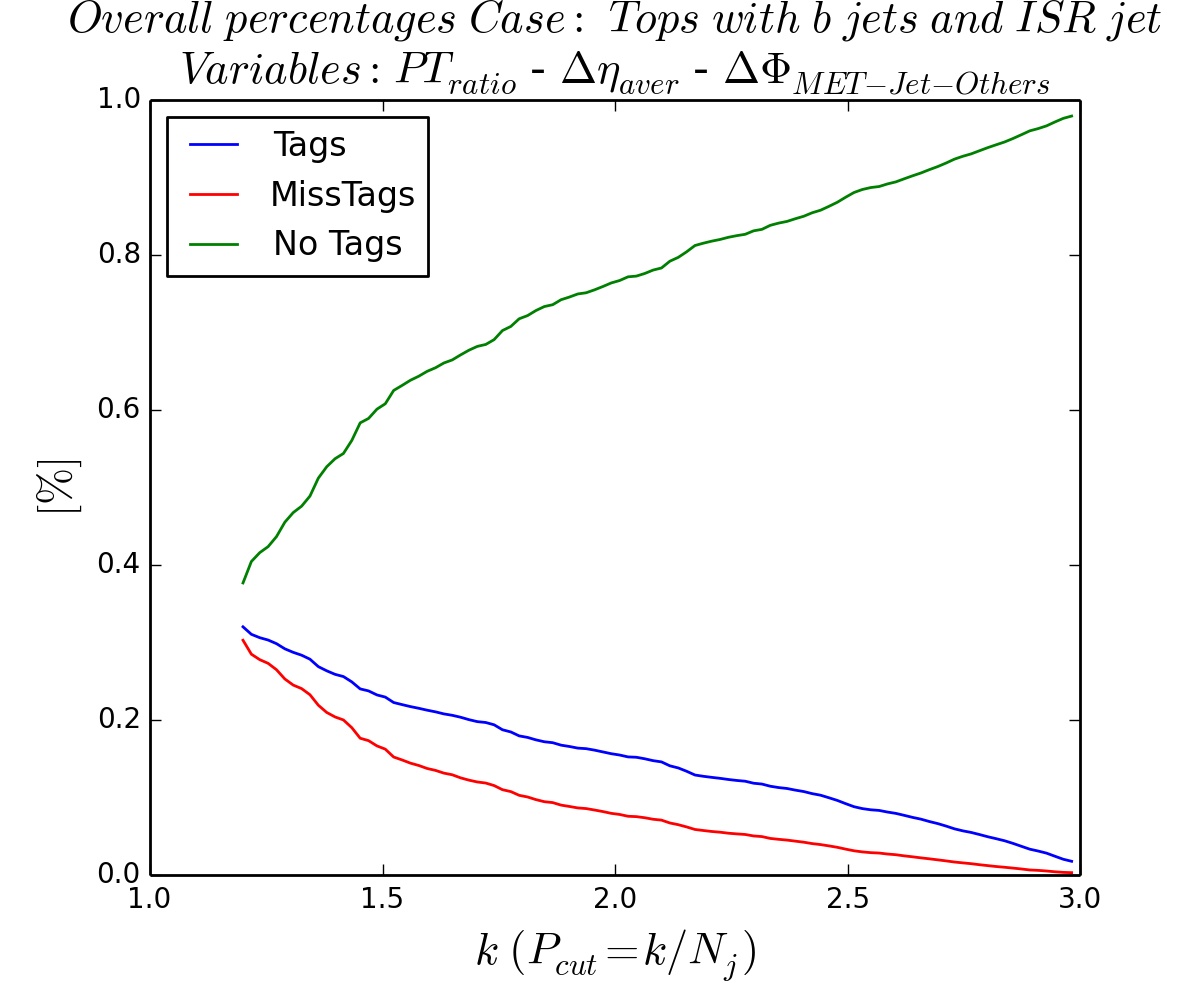 Overall percentages Case : Tops with b jets and ISR jet
Variables : PT_ratio - Δη_aver - ΔΦ_MET−Jet−Others
1.0
Tags
MissTags
No Tags
0.8
0.6
[%]
0.4
0.2
0.0
1.0 1.5 2.0 2.5 3.0
k (P_cut = k/N_j)